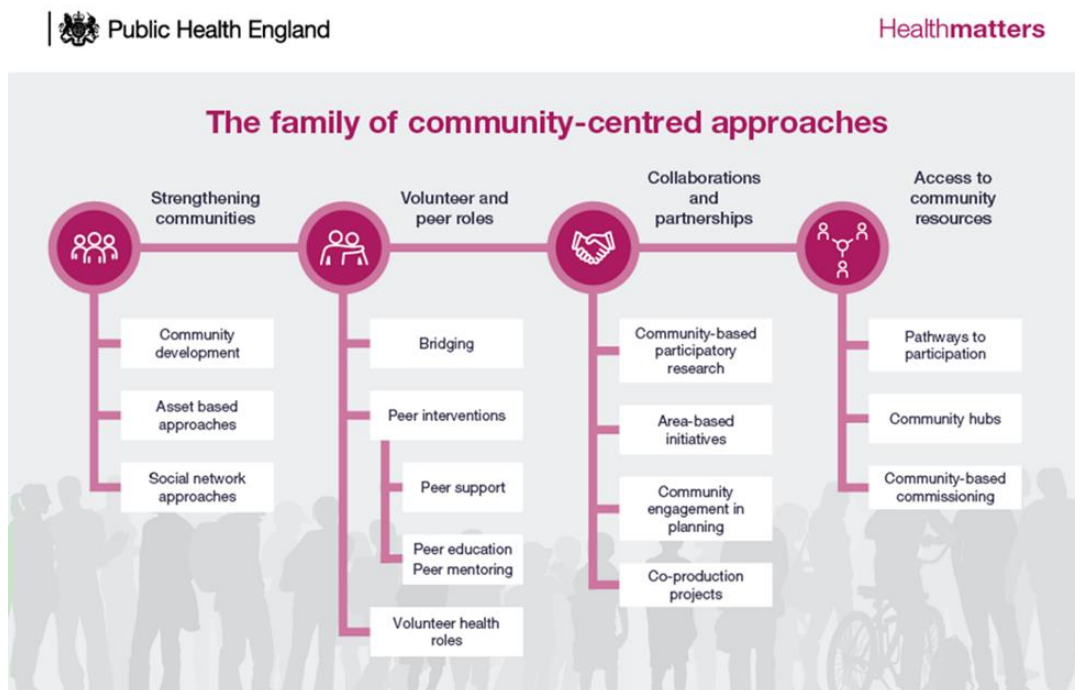 Public Health England
Healthmatters
The family of community-centred approaches
Strengthening
communities
Community
development
Asset based
approaches
Social network
approaches
Volunteer and
peer roles
Bridging
Peer interventions
Peer support
Peer education
Peer mentoring
Volunteer health
roles
Collaborations
and
partnerships
Community-based
participatory
research
Area-based
initiatives
Community
engagement in
planning
Co-production
projects
Access to
community
resources
Pathways to
participation
Community hubs
Community-based
commissioning